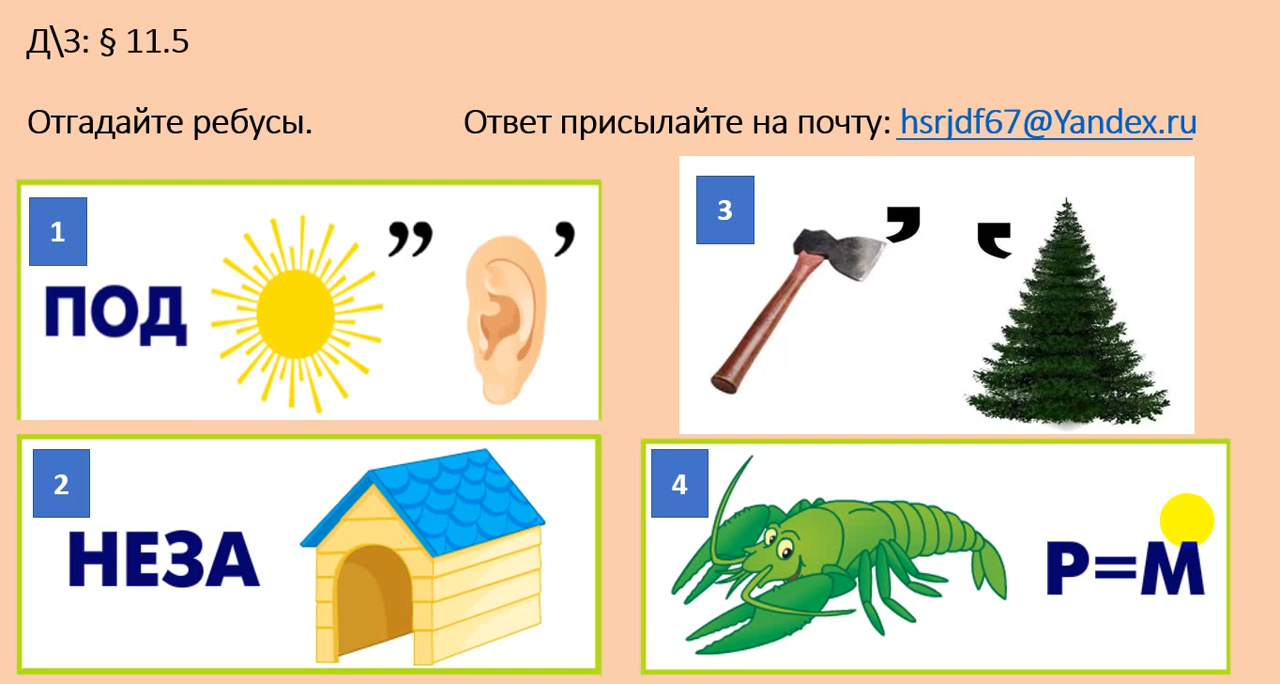 Д\З: § 11.5
Отгадайте ребусы. Ответ присылайте на почту: hsrjdf67@Yandex.ru
1
ПОД ,, ,
3
, ,
2
НЕЗА
4
Р=М